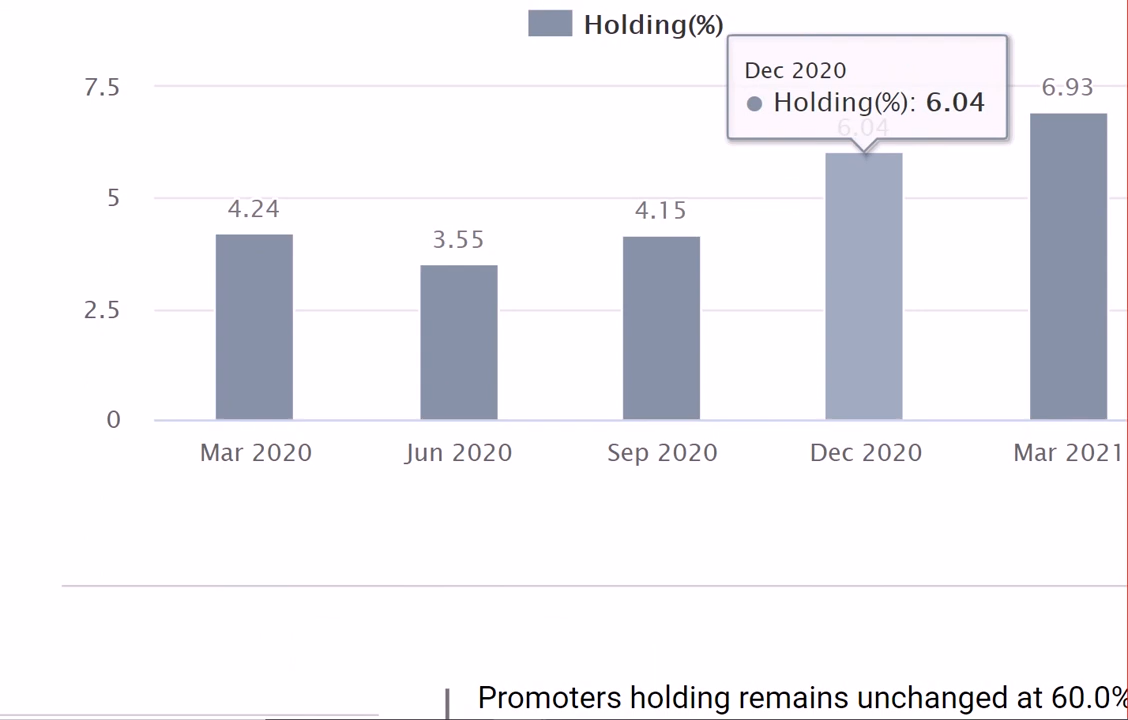 Holding(%)
Dec 2020
Holding(%): 6.04
6.04
7.5
5
2.5
0
4.24
3.55
4.15
6.93
Mar 2020
Jun 2020
Sep 2020
Dec 2020
Mar 2021
Promoters holding remains unchanged at 60.0%